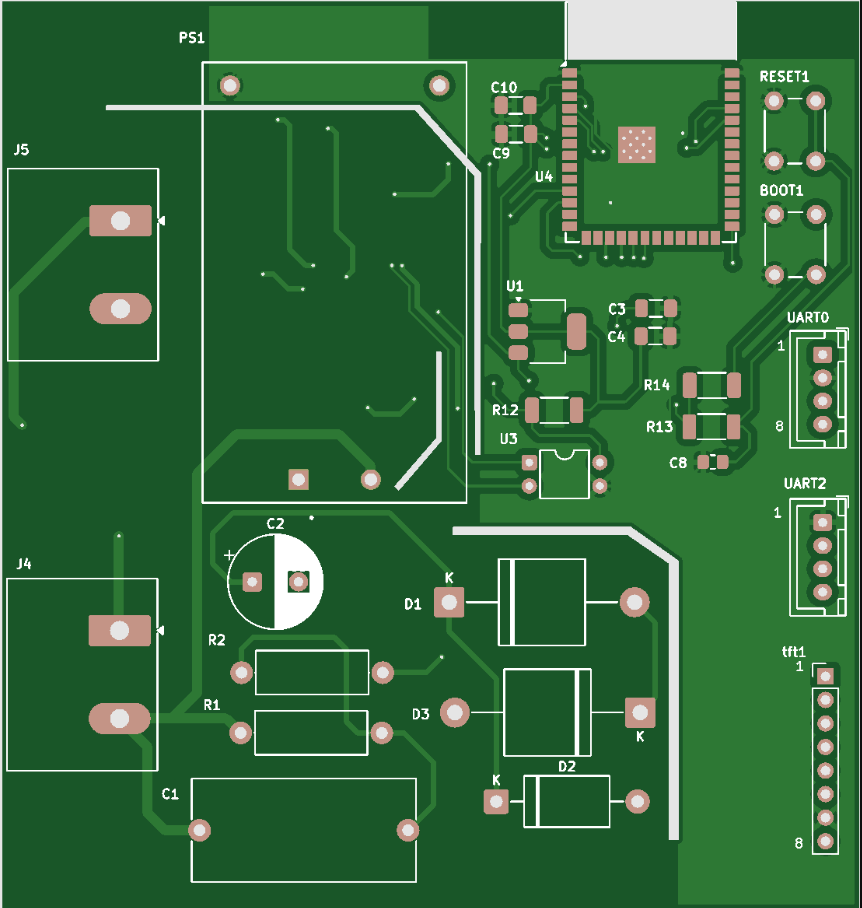 PS1
RESET1
C10
J5
C9
U4
BOOT1
U1
C3
UART0
C4
1
R14
R12
R13
8
U3
C8
UART2
1
C2
+
J4
K
D1
R2
tft1
1
R1
D3
K
D2
K
C1
8